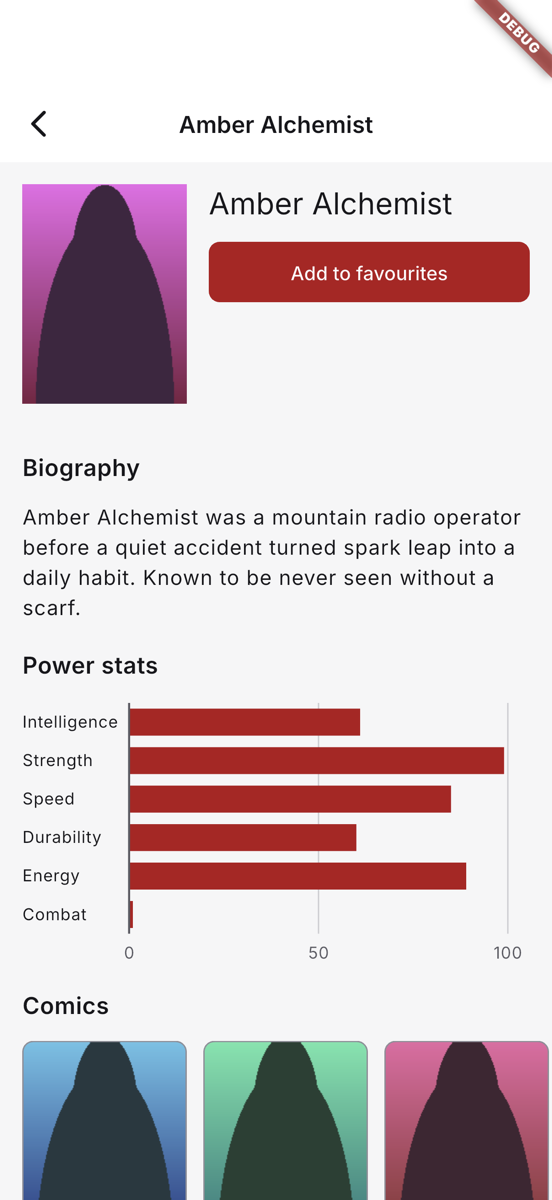 DEBUG
Amber Alchemist
Amber Alchemist
Add to favourites
Biography
Amber Alchemist was a mountain radio operator
before a quiet accident turned spark leap into a
daily habit. Known to be never seen without a
scarf.
Power stats
Intelligence
Strength
Speed
Durability
Energy
Combat
0 50 100
Comics